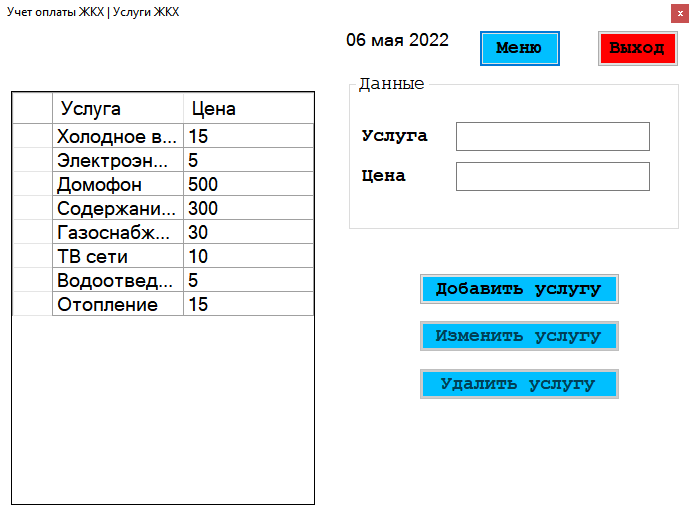 Учет оплаты ЖКХ | Услуги ЖКХ
x
06 мая 2022
Меню
Выход
Услуга Цена
Холодное в... 15
Электроэн... 5
Домофон 500
Содержани... 300
Газоснабж... 30
ТВ сети 10
Водоотвед... 5
Отопление 15
Данные
Услуга
Цена
Добавить услугу
Изменить услугу
Удалить услугу